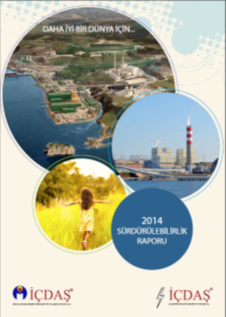 DAHA İYİ BİR DÜNYA İÇİN...
2014
SÜRDÜRÜLEBİLİRLİK
RAPORU
İÇDAŞ
İÇDAŞ